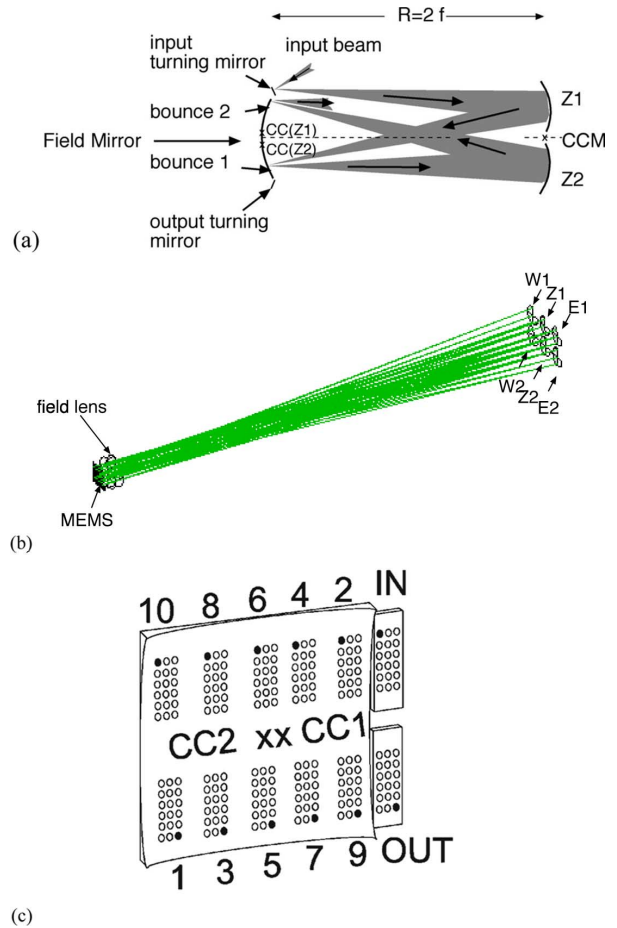 R=2 f
input
turning mirror
input beam
bounce 2
Z1
CC(Z1)
Field Mirror
CCM
CC(Z2)
bounce 1
Z2
output turning
mirror
(a)
W1
Z1
E1
W2
Z2
E2
field lens
MEMS
(b)
10 8 6 4 2 IN
CC2 xx CC1
1 3 5 7 9 OUT
(c)